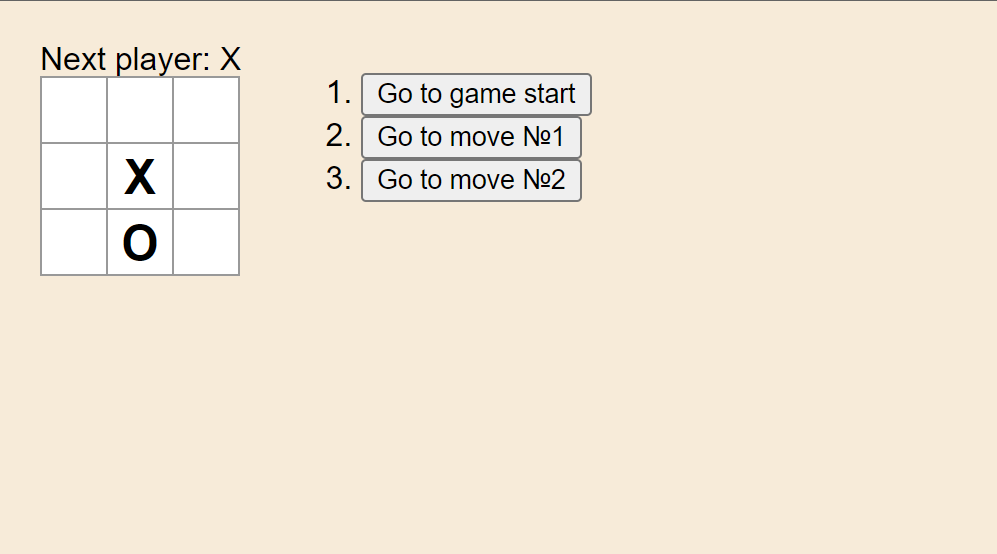 Next player: X
X
O
1. Go to game start
2. Go to move №1
3. Go to move №2